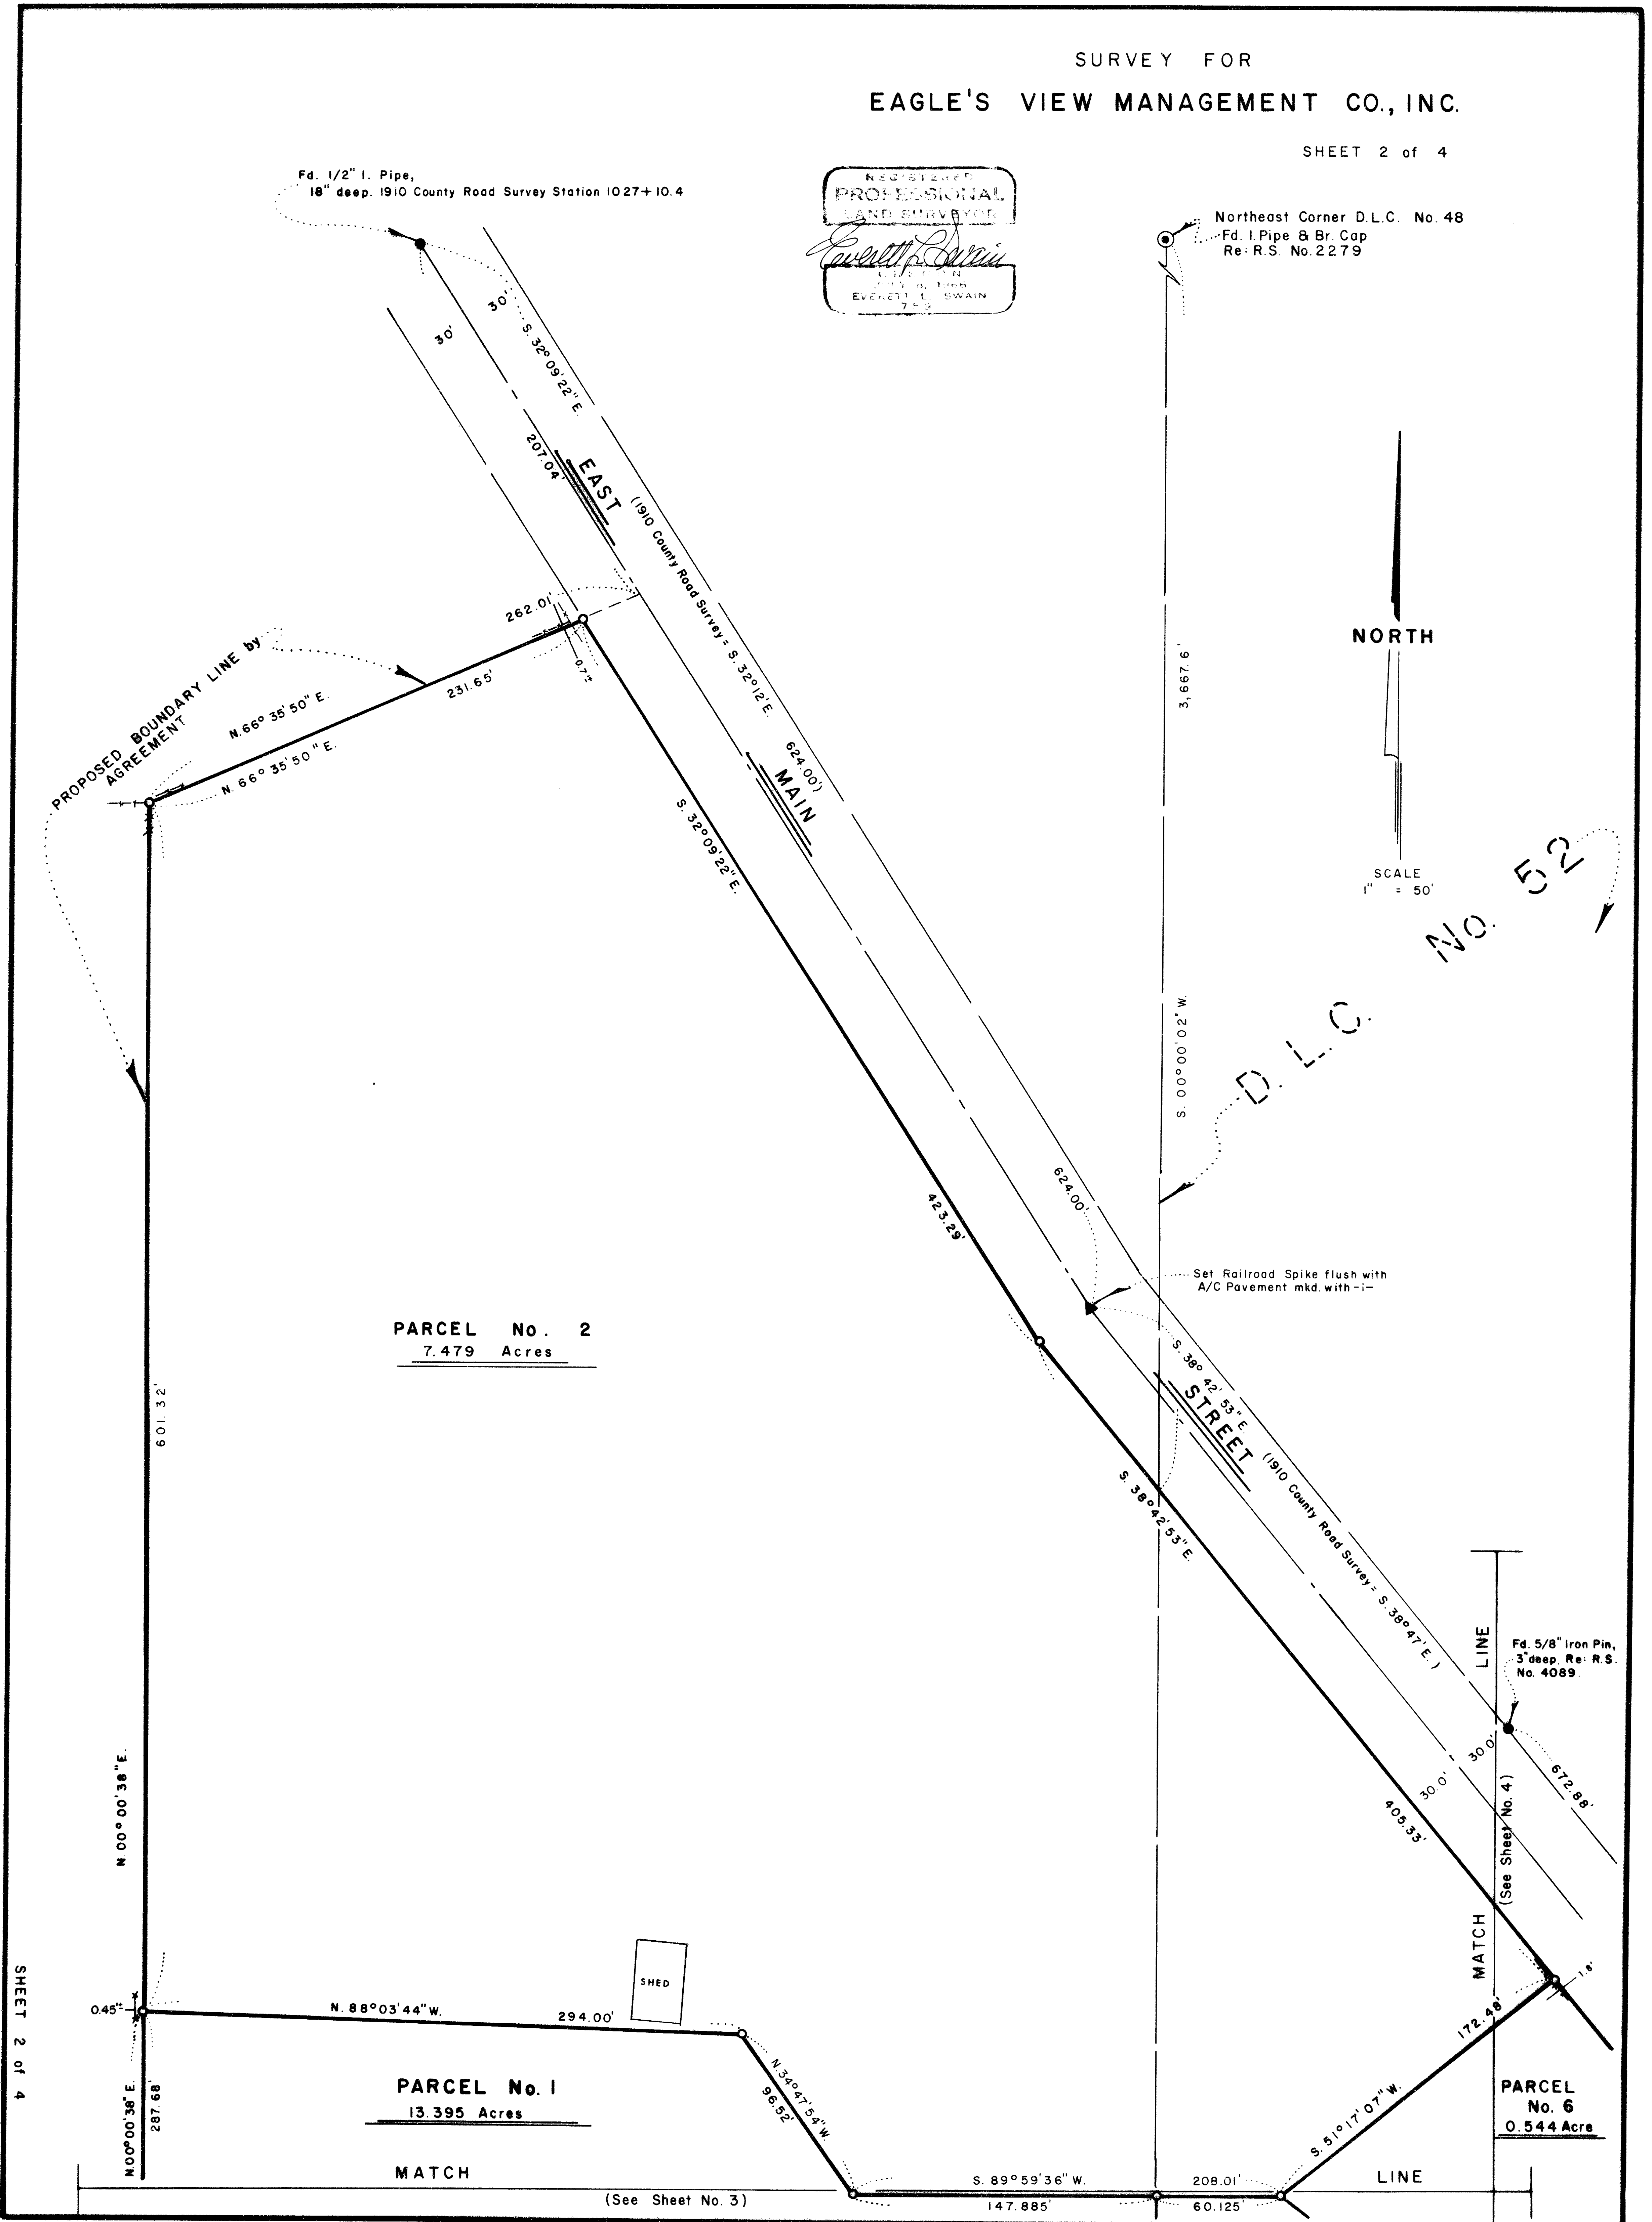 SURVEY FOR
EAGLE'S VIEW MANAGEMENT CO., INC.
SHEET 2 of 4
Fd. 1/2" I. Pipe,
18" deep. 1910 County Road Survey Station 1027+10.4
REGISTERED
PROFESSIONAL
LAND SURVEYOR
Everett L. Swain
OREGON
EVERETT L. SWAIN
Northeast Corner D.L.C. No. 48
Fd. I. Pipe & Br. Cap
Re: R.S. No. 2279
30'
30'
S. 32° 09' 22" E.
207.04'
EAST
(1910 County Road Survey = S. 32° 12' E.
624.00')
262.01'
0.7'±
231.65'
N. 66° 35' 50" E.
N. 66° 35' 50" E.
PROPOSED BOUNDARY LINE by
AGREEMENT
3,667.6'
NORTH
SCALE
1" = 50'
MAIN
S. 32° 09' 22" E.
D. L. C. No. 52
S. 00° 00' 02" W.
624.00'
423.29'
Set Railroad Spike flush with
A/C Pavement mkd. with -i-
PARCEL No. 2
7.479 Acres
S. 38° 42' 53" E.
STREET
(1910 County Road Survey = S. 38° 47' E.)
601.32'
S. 38° 42' 53" E.
LINE
Fd. 5/8" Iron Pin,
3" deep. Re: R.S.
No. 4089
30.0'
30.0'
672.88'
N. 00° 00' 38" E.
405.33'
(See Sheet No. 4)
MATCH
1.8'
SHED
0.45'±
N. 88° 03' 44" W.
294.00'
172.48'
SHEET 2 of 4
N. 34° 47' 54" W.
96.52'
PARCEL No. 1
13.395 Acres
N. 00° 00' 38" E.
287.68'
S. 51° 17' 07" W.
PARCEL
No. 6
0.544 Acre
MATCH
S. 89° 59' 36" W.
208.01'
LINE
(See Sheet No. 3)
147.885'
60.125'